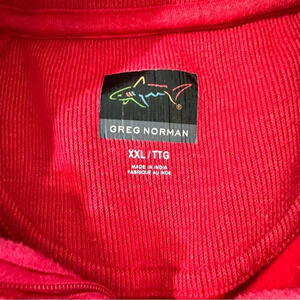 GREG NORMAN
XXL/TTG
MADE IN INDIA
FABRIQUÉ AU INDE